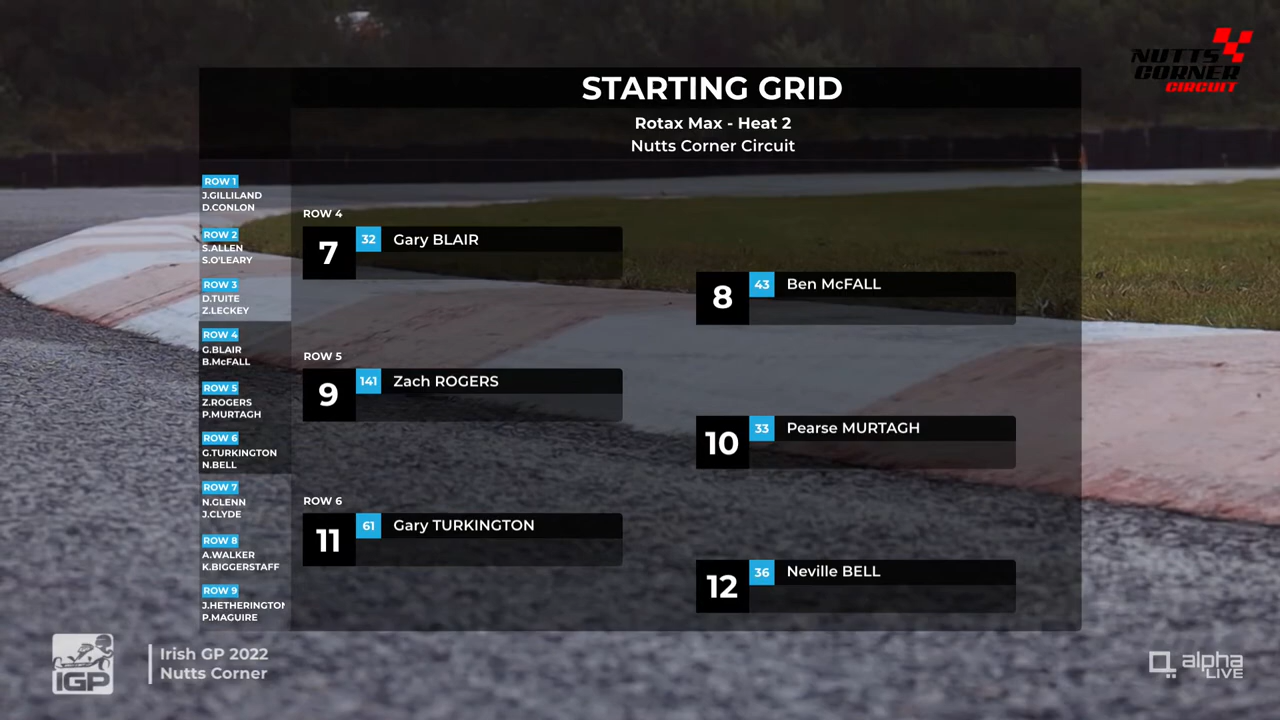 NUTTS
CORNER
CIRCUIT
STARTING GRID
Rotax Max - Heat 2
Nutts Corner Circuit
ROW 1
J.GILLILAND
D.CONLON
ROW 2
S.ALLEN
S.O'LEARY
ROW 3
D.TUITE
Z.LECKEY
ROW 4
G.BLAIR
B.McFALL
ROW 5
Z.ROGERS
P.MURTAGH
ROW 6
G.TURKINGTON
N.BELL
ROW 7
N.GLENN
J.CLYDE
ROW 8
A.WALKER
K.BIGGERSTAFF
ROW 9
J.HETHERINGTON
P.MAGUIRE
ROW 4
7 32 Gary BLAIR
8 43 Ben McFALL
ROW 5
9 141 Zach ROGERS
10 33 Pearse MURTAGH
ROW 6
11 61 Gary TURKINGTON
12 36 Neville BELL
IGP
Irish GP 2022
Nutts Corner
alpha
LIVE